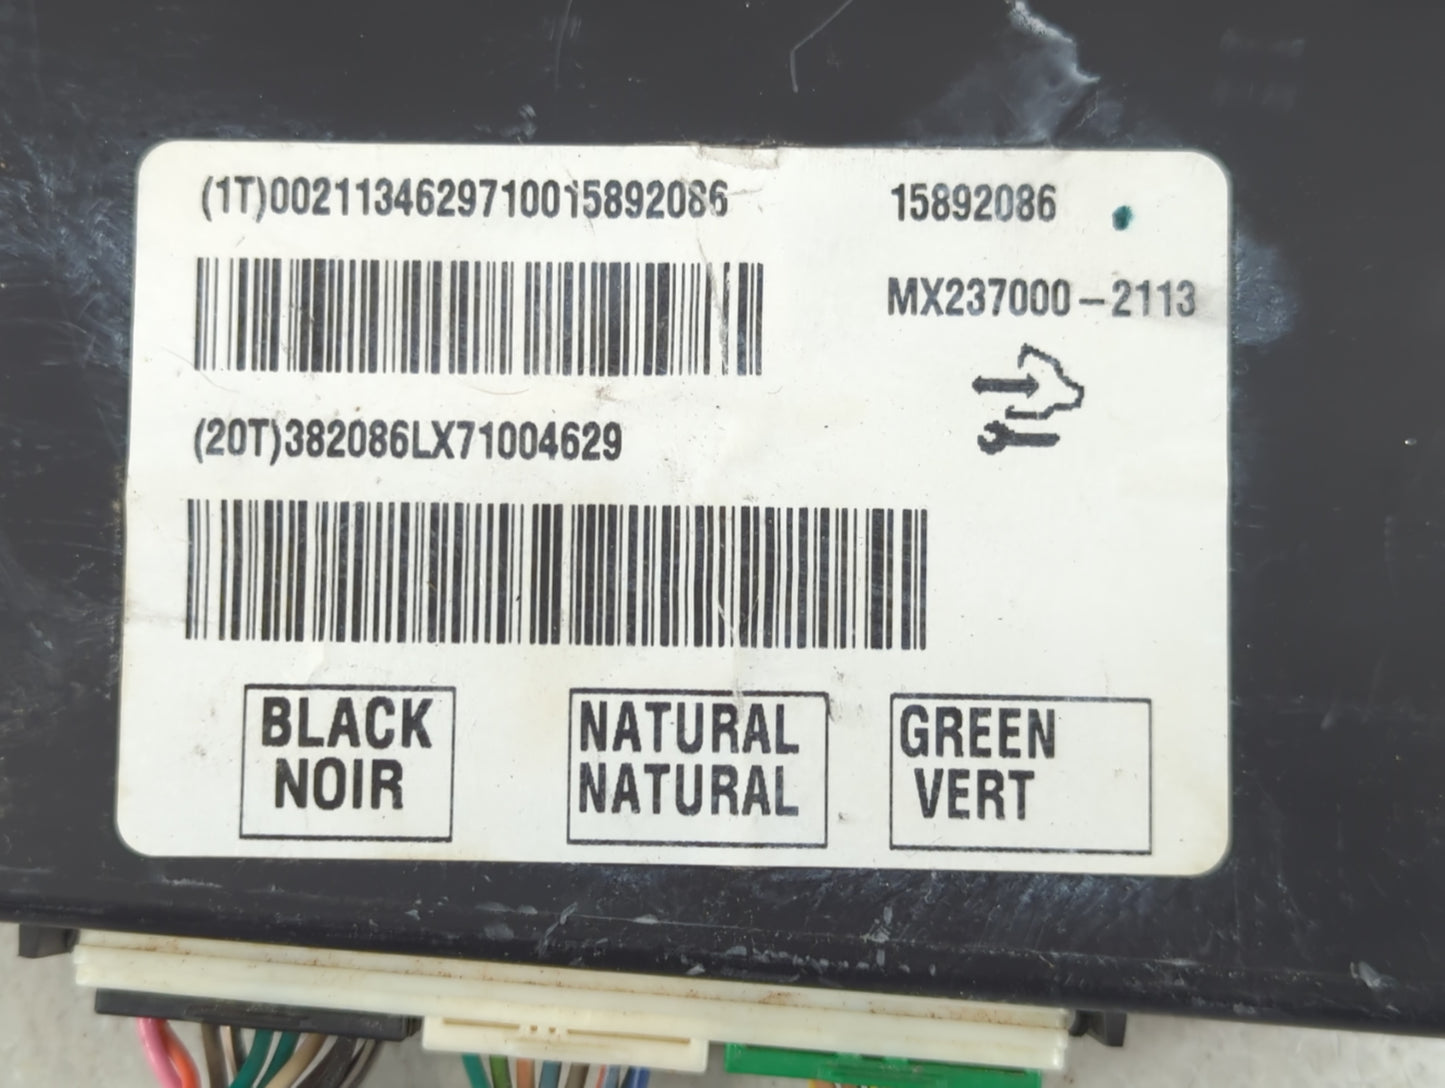 (1T)0021134629710015892086
15892086
MX237000-2113
(20T)382086LX71004629
BLACK
NOIR
NATURAL
NATURAL
GREEN
VERT